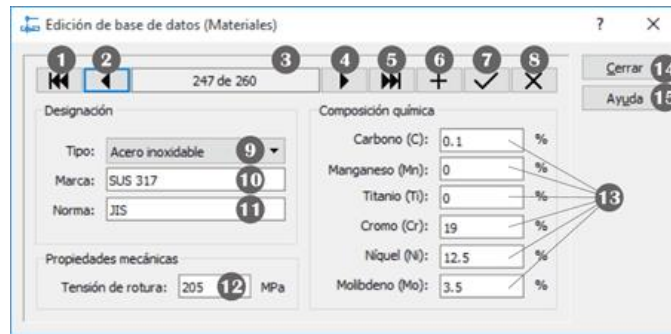 Edición de base de datos (Materiales) ? ×
1 2 3 4 5 6 7 8
247 de 260
Cerrar 14
Ayuda 15
Designación
Tipo: Acero inoxidable 9
Marca: SUS 317 10
Norma: JIS 11
Propiedades mecánicas
Tensión de rotura: 205 12 MPa
Composición química
Carbono (C): 0.1 %
Manganeso (Mn): 0 %
Titanio (Ti): 0 %
Cromo (Cr): 19 %
Níquel (Ni): 12.5 %
Molibdeno (Mo): 3.5 %
13